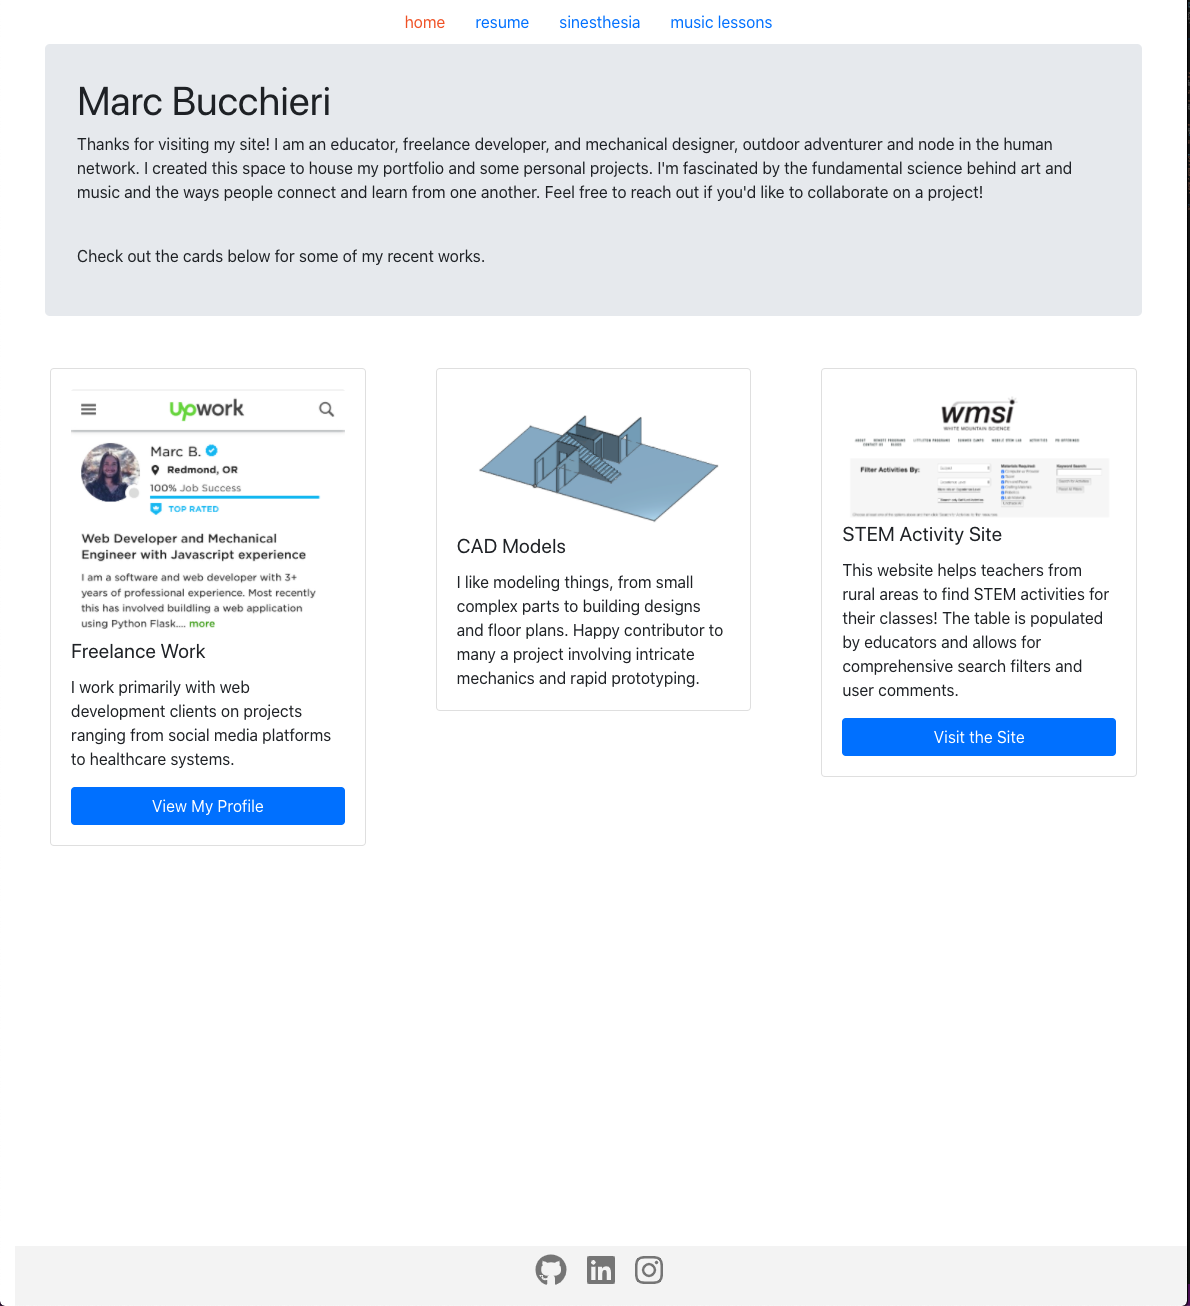 home resume sinesthesia music lessons
Marc Bucchieri
Thanks for visiting my site! I am an educator, freelance developer, and mechanical designer, outdoor adventurer and node in the human
network. I created this space to house my portfolio and some personal projects. I'm fascinated by the fundamental science behind art and
music and the ways people connect and learn from one another. Feel free to reach out if you'd like to collaborate on a project!
Check out the cards below for some of my recent works.
Upwork
Marc B.
Redmond, OR
100% Job Success
TOP RATED
Web Developer and Mechanical
Engineer with Javascript experience
I am a software and web developer with 3+
years of professional experience. Most recently
this has involved buildling a web application
using Python Flask.... more
Freelance Work
I work primarily with web
development clients on projects
ranging from social media platforms
to healthcare systems.
View My Profile
CAD Models
I like modeling things, from small
complex parts to building designs
and floor plans. Happy contributor to
many a project involving intricate
mechanics and rapid prototyping.
wmsi
WHITE MOUNTAIN SCIENCE
Filter Activities By:
Materials Required:
Keyword Search:
STEM Activity Site
This website helps teachers from
rural areas to find STEM activities for
their classes! The table is populated
by educators and allows for
comprehensive search filters and
user comments.
Visit the Site
in